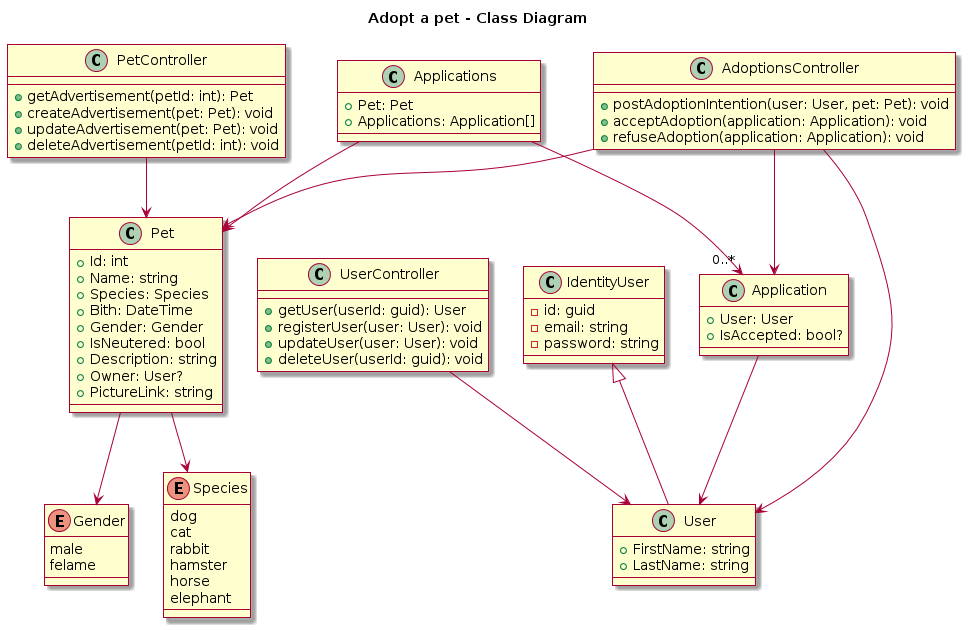 Adopt a pet - Class Diagram
C PetController
getAdvertisement(petId: int): Pet
createAdvertisement(pet: Pet): void
updateAdvertisement(pet: Pet): void
deleteAdvertisement(petId: int): void
C Applications
Pet: Pet
Applications: Application[]
C AdoptionsController
postAdoptionIntention(user: User, pet: Pet): void
acceptAdoption(application: Application): void
refuseAdoption(application: Application): void
C Pet
Id: int
Name: string
Species: Species
Bith: DateTime
Gender: Gender
IsNeutered: bool
Description: string
Owner: User?
PictureLink: string
C UserController
getUser(userId: guid): User
registerUser(user: User): void
updateUser(user: User): void
deleteUser(userId: guid): void
C IdentityUser
id: guid
email: string
password: string
0..*
C Application
User: User
IsAccepted: bool?
E Gender
male
felame
E Species
dog
cat
rabbit
hamster
horse
elephant
C User
FirstName: string
LastName: string